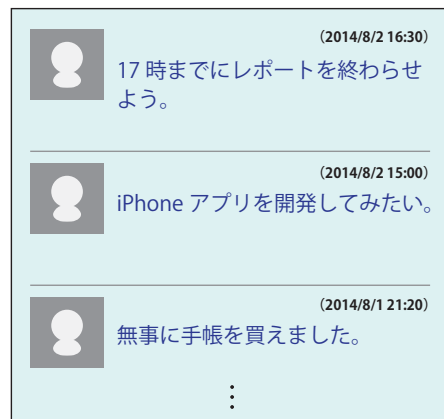 (2014/8/2 16:30)
17 時までにレポートを終わらせ
よう。
(2014/8/2 15:00)
iPhone アプリを開発してみたい。
(2014/8/1 21:20)
無事に手帳を買えました。
⋮